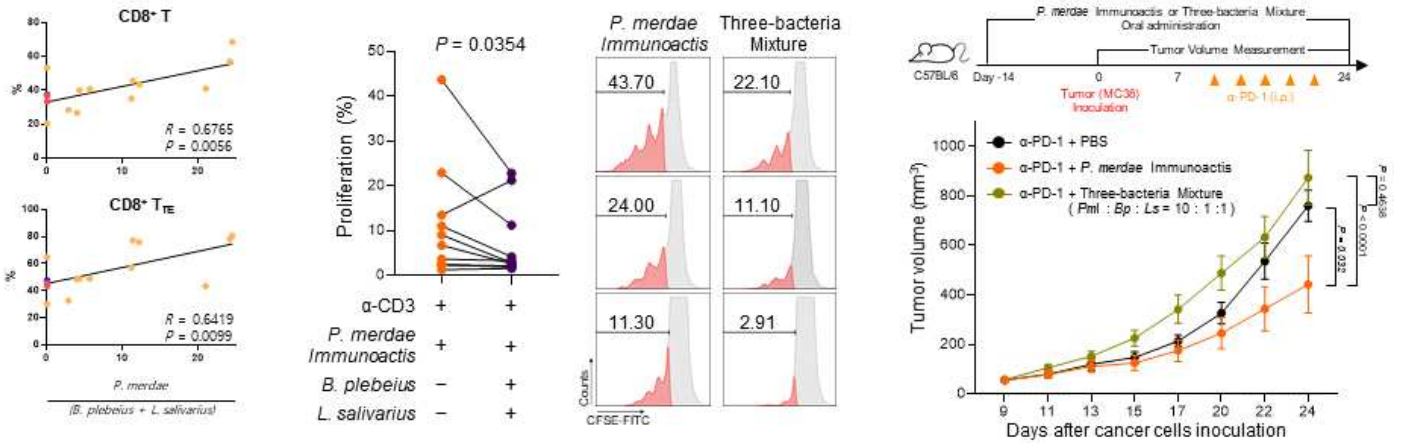 CD8+ T
80
60
40
20
0
%
R = 0.6765
P = 0.0056
0
10
20
CD8+ TTE
100
80
60
40
20
0
%
R = 0.6419
P = 0.0099
0
10
20
P. merdae
(B. plebeius + L. salivarius)
P = 0.0354
50
40
30
20
10
0
Proliferation (%)
α-CD3 + +
P. merdae
Immunoactis + +
B. plebeius − +
L. salivarius − +
P. merdae
Immunoactis
Three-bacteria
Mixture
43.70
22.10
24.00
11.10
11.30
2.91
Counts
CFSE-FITC
P. merdae Immunoactis or Three-bacteria Mixture
Oral administration
Tumor Volume Measurement
C57BL/6
Day -14
0
7
24
Tumor (MC38)
Inoculation
α-PD-1 (i.p.)
α-PD-1 + PBS
α-PD-1 + P. merdae Immunoactis
α-PD-1 + Three-bacteria Mixture
( PmI : Bp : Ls = 10 : 1 :1)
1000
800
600
400
200
0
Tumor volume (mm3)
P = 0.032
P < 0.0001
P = 0.4638
9 11 13 15 17 20 22 24
Days after cancer cells inoculation